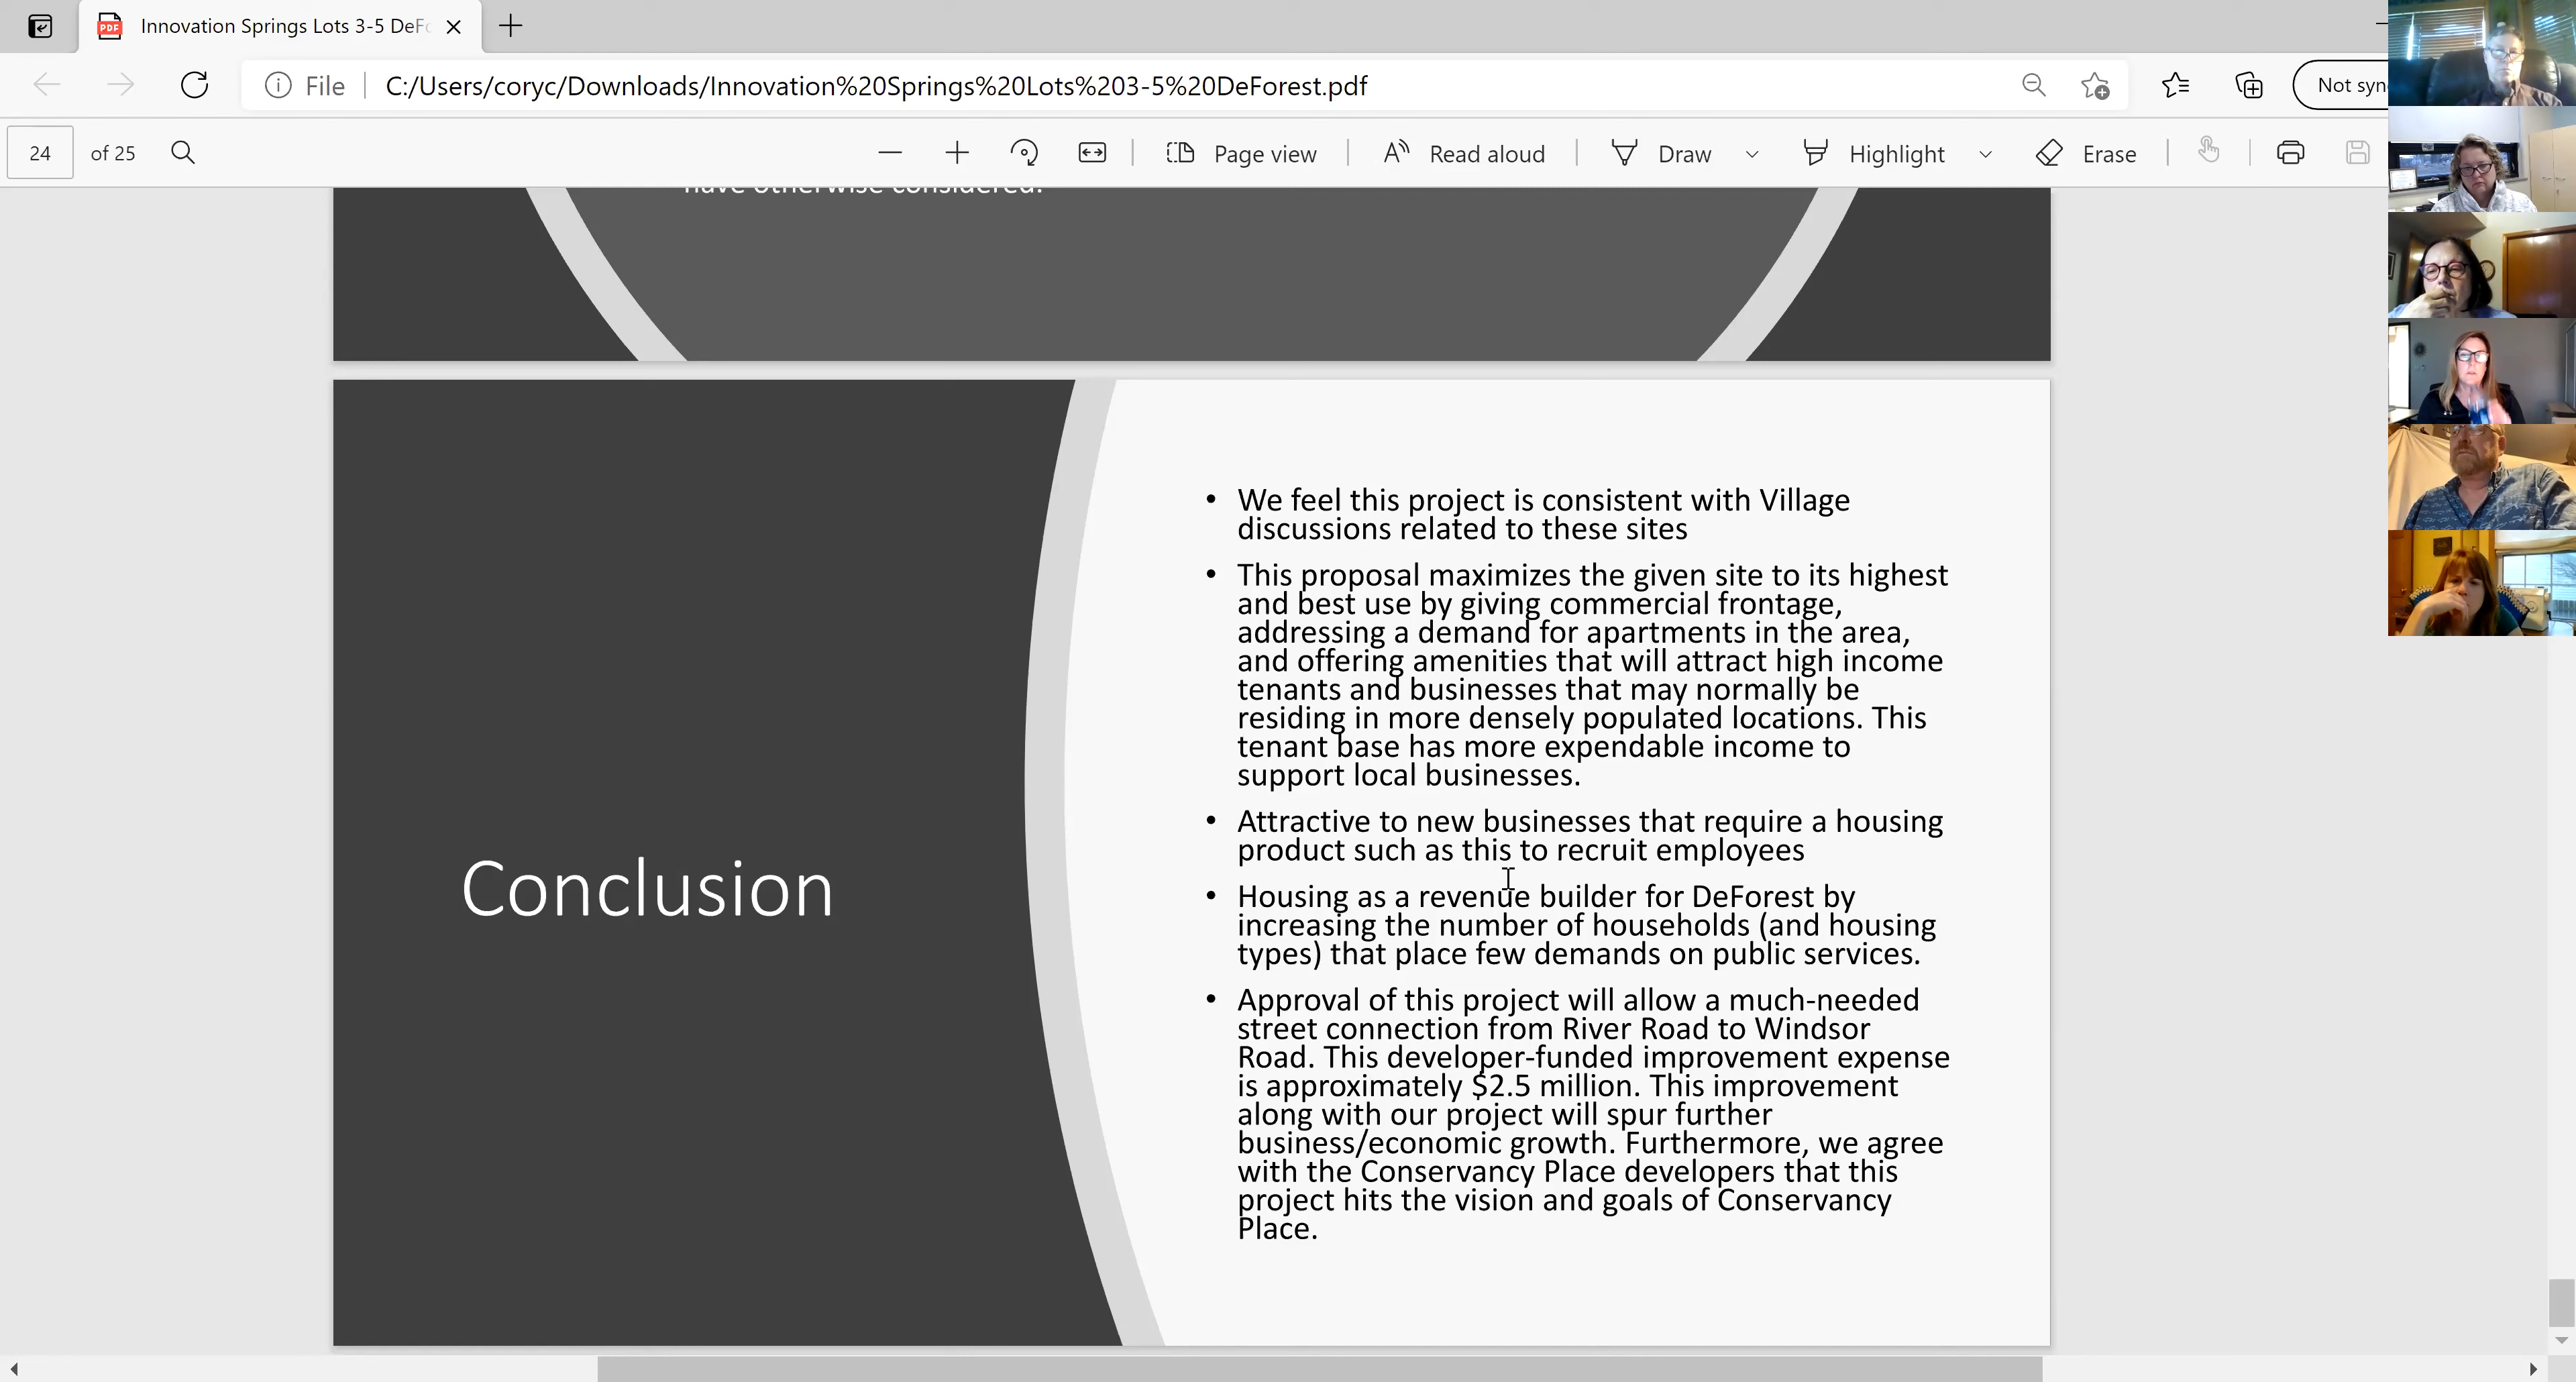 Innovation Springs Lots 3-5 DeFo
File
C:/Users/coryc/Downloads/Innovation%20Springs%20Lots%203-5%20DeForest.pdf
Not syn
24 of 25
Page view
Read aloud
Draw
Highlight
Erase
have otherwise considered.
Conclusion
• We feel this project is consistent with Village
discussions related to these sites
• This proposal maximizes the given site to its highest
and best use by giving commercial frontage,
addressing a demand for apartments in the area,
and offering amenities that will attract high income
tenants and businesses that may normally be
residing in more densely populated locations. This
tenant base has more expendable income to
support local businesses.
• Attractive to new businesses that require a housing
product such as this to recruit employees
• Housing as a revenue builder for DeForest by
increasing the number of households (and housing
types) that place few demands on public services.
• Approval of this project will allow a much-needed
street connection from River Road to Windsor
Road. This developer-funded improvement expense
is approximately $2.5 million. This improvement
along with our project will spur further
business/economic growth. Furthermore, we agree
with the Conservancy Place developers that this
project hits the vision and goals of Conservancy
Place.